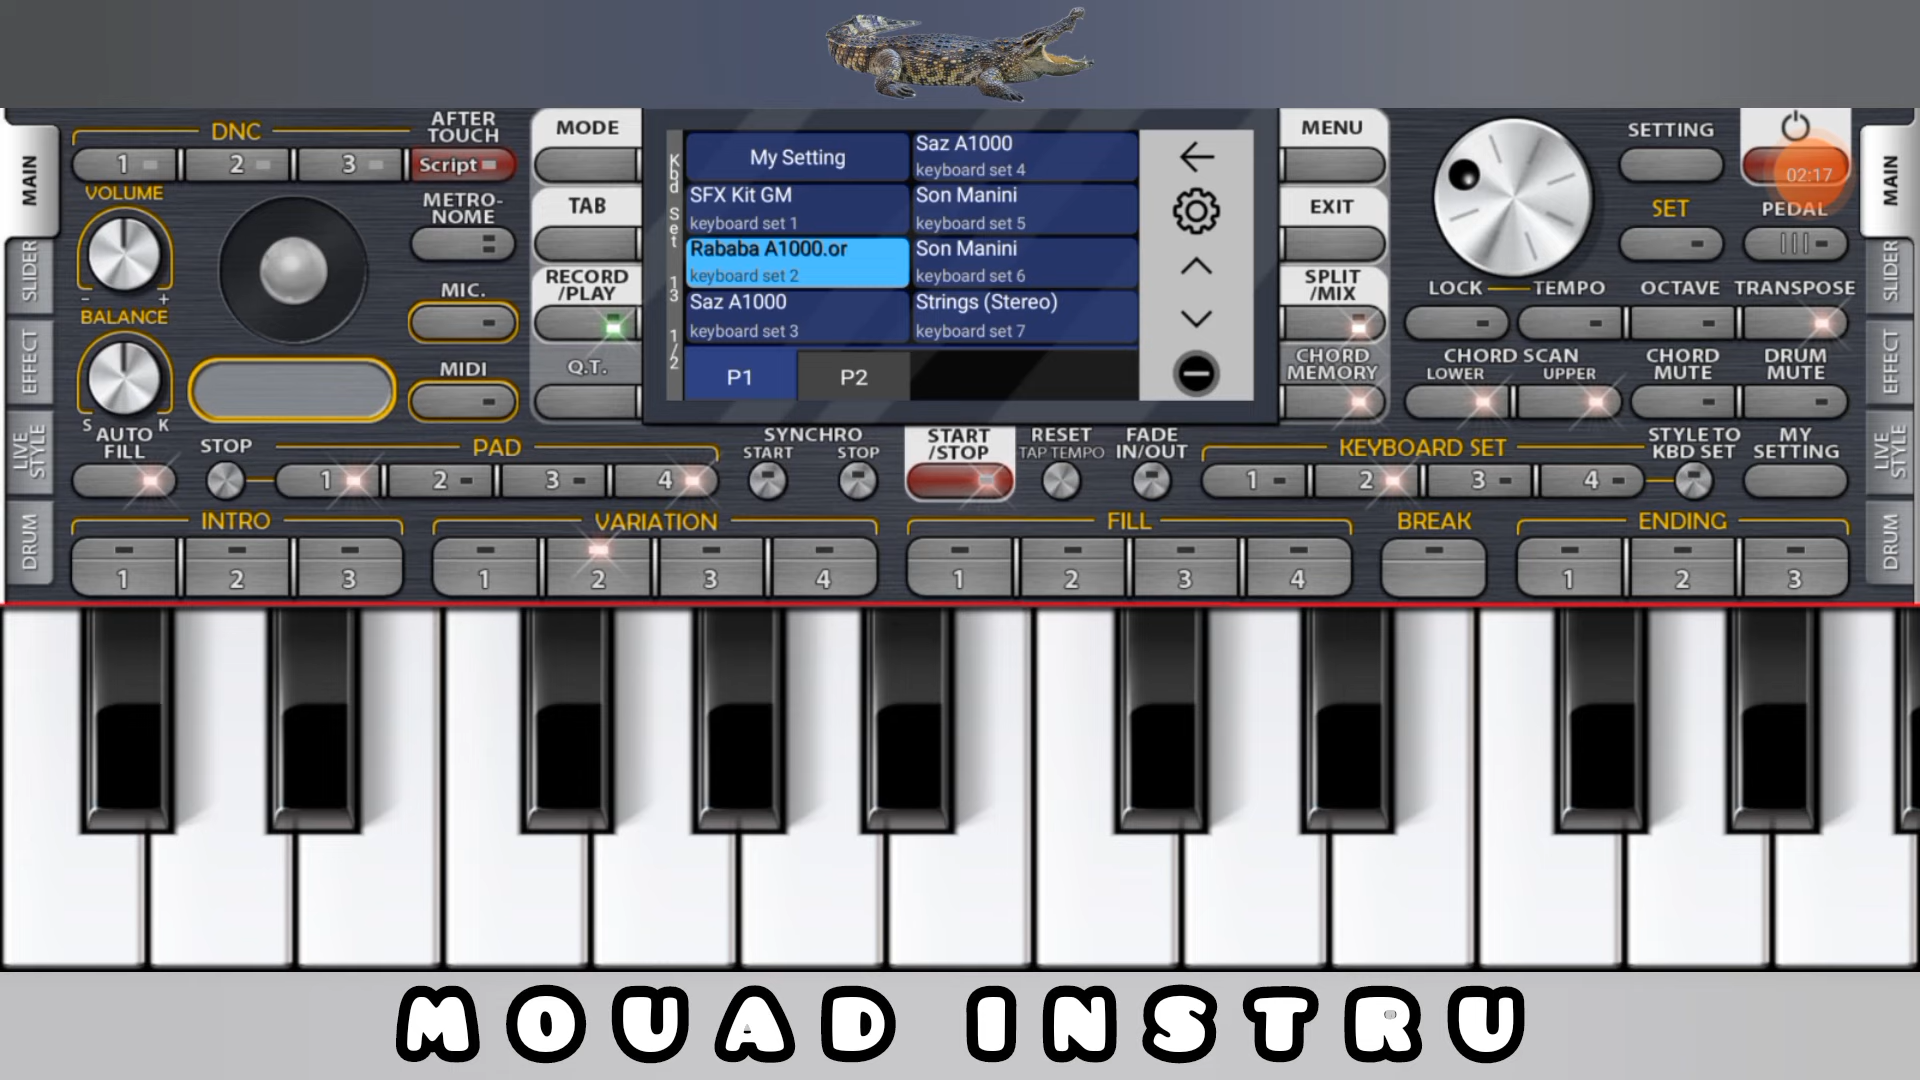 DNC
1 2 3
AFTER
TOUCH
Script
MAIN
SLIDER
EFFECT
LIVE
STYLE
DRUM
VOLUME
- +
BALANCE
S K
METRO-
NOME
MIC.
MIDI
MODE
TAB
RECORD
/PLAY
Q.T.
Kbd Set 13 1/2
My Setting
SFX Kit GM
keyboard set 1
Rababa A1000.or
keyboard set 2
Saz A1000
keyboard set 3
Saz A1000
keyboard set 4
Son Manini
keyboard set 5
Son Manini
keyboard set 6
Strings (Stereo)
keyboard set 7
P1 P2
MENU
EXIT
SPLIT
/MIX
CHORD
MEMORY
SETTING
02:17
SET
PEDAL
LOCK TEMPO OCTAVE TRANSPOSE
CHORD SCAN
LOWER UPPER
CHORD
MUTE
DRUM
MUTE
MAIN
SLIDER
EFFECT
LIVE
STYLE
DRUM
AUTO
FILL
STOP
PAD
1 2 3 4
SYNCHRO
START STOP
START
/STOP
RESET
TAP TEMPO
FADE
IN/OUT
KEYBOARD SET
1 2 3 4
STYLE TO
KBD SET
MY
SETTING
INTRO
1 2 3
VARIATION
1 2 3 4
FILL
1 2 3 4
BREAK
ENDING
1 2 3
MOUAD INSTRU